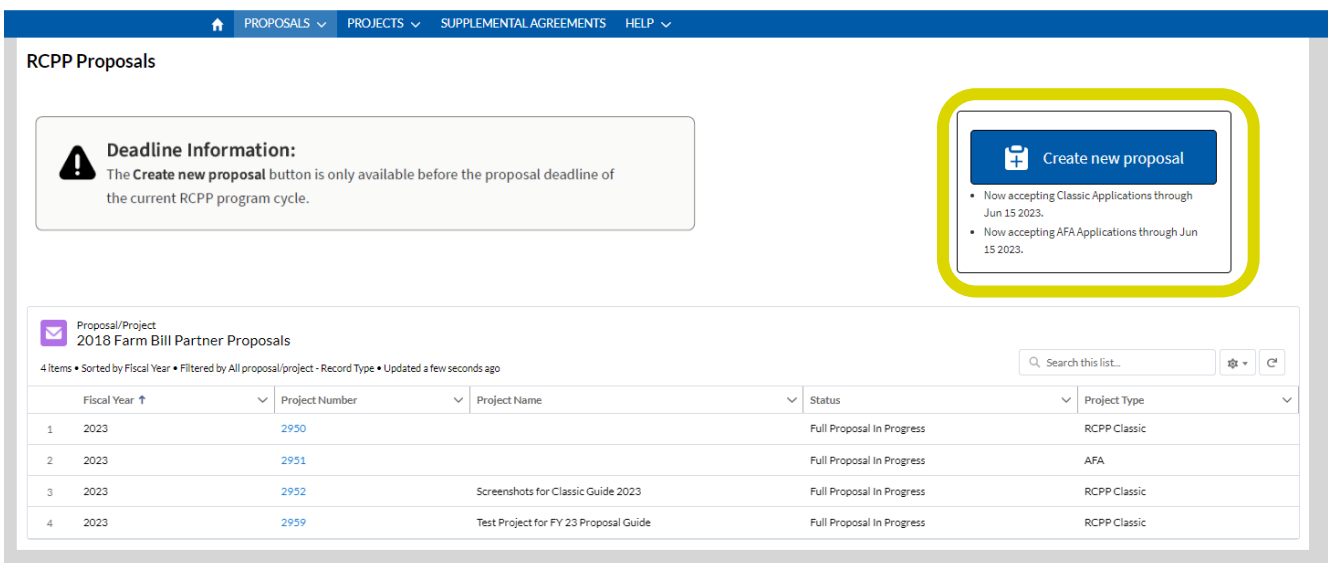 PROPOSALS PROJECTS SUPPLEMENTAL AGREEMENTS HELP
RCPP Proposals
Deadline Information:
The Create new proposal button is only available before the proposal deadline of
the current RCPP program cycle.
Create new proposal
• Now accepting Classic Applications through
Jun 15 2023.
• Now accepting AFA Applications through Jun
15 2023.
Proposal/Project
2018 Farm Bill Partner Proposals
4 items • Sorted by Fiscal Year • Filtered by All proposal/project - Record Type • Updated a few seconds ago
Search this list...
Fiscal Year ↑ Project Number Project Name Status Project Type
1 2023 2950 Full Proposal In Progress RCPP Classic
2 2023 2951 Full Proposal In Progress AFA
3 2023 2952 Screenshots for Classic Guide 2023 Full Proposal In Progress RCPP Classic
4 2023 2959 Test Project for FY 23 Proposal Guide Full Proposal In Progress RCPP Classic